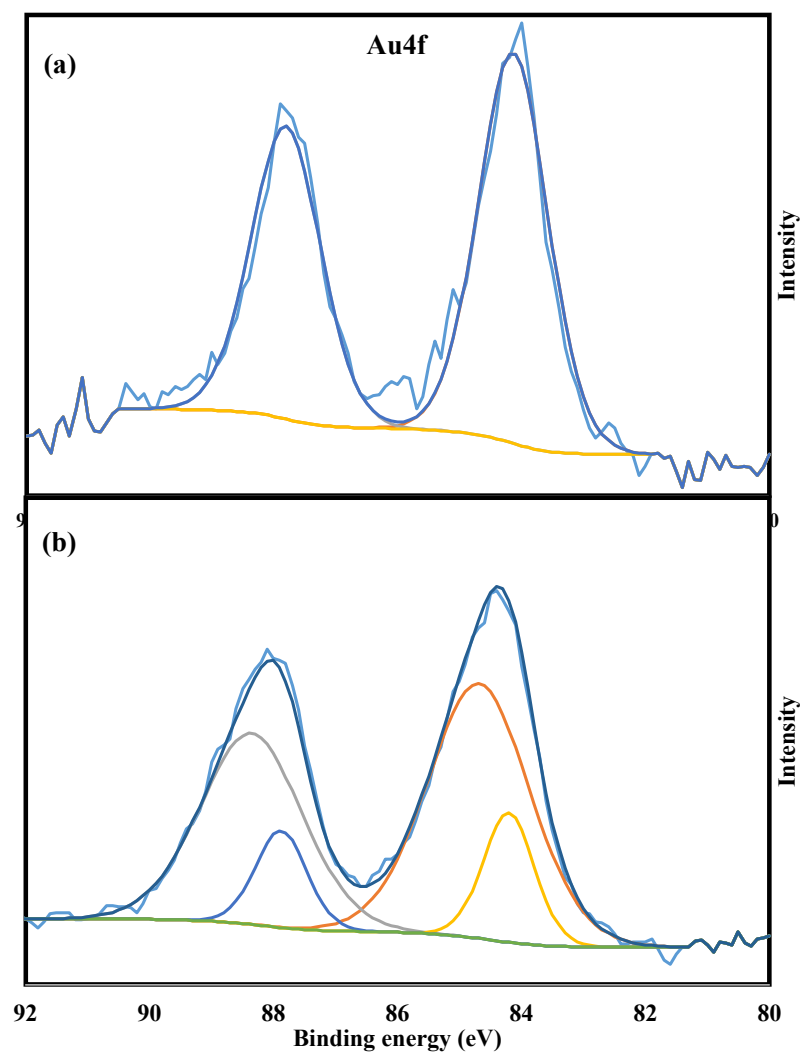 Au4f
(a)
Intensity
(b)
Intensity
92 90 88 86 84 82 80
Binding energy (eV)